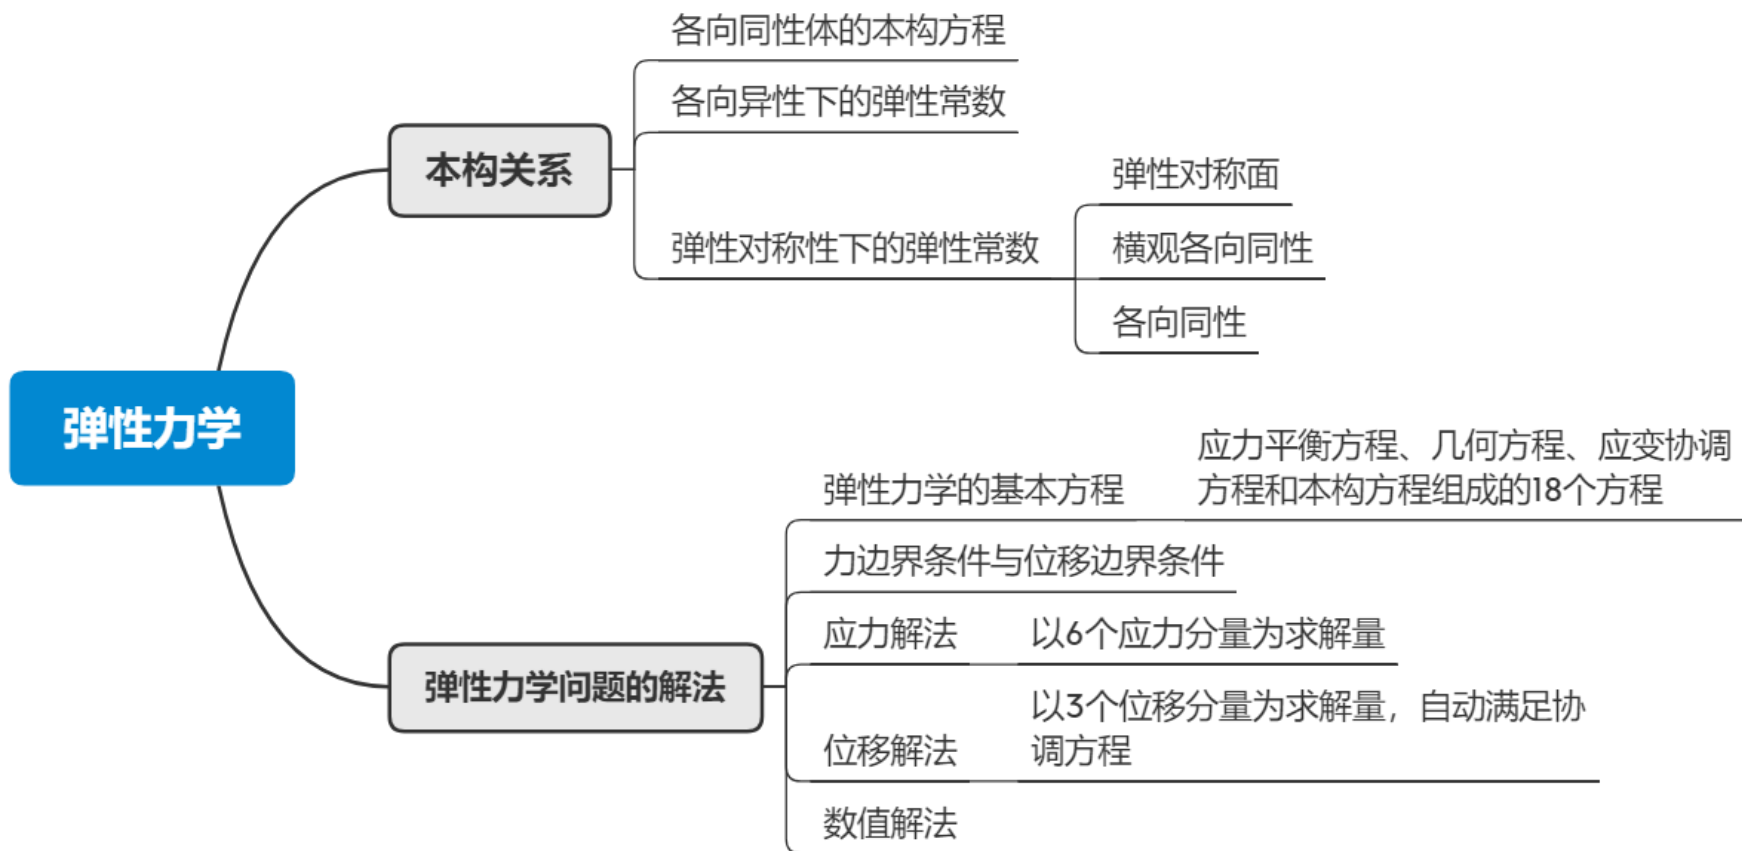 各向同性体的本构方程
各向异性下的弹性常数
本构关系
弹性对称面
弹性对称性下的弹性常数
横观各向同性
各向同性
弹性力学
应力平衡方程、几何方程、应变协调
方程和本构方程组成的18个方程
弹性力学的基本方程
力边界条件与位移边界条件
应力解法
以6个应力分量为求解量
弹性力学问题的解法
以3个位移分量为求解量，自动满足协
调方程
位移解法
数值解法